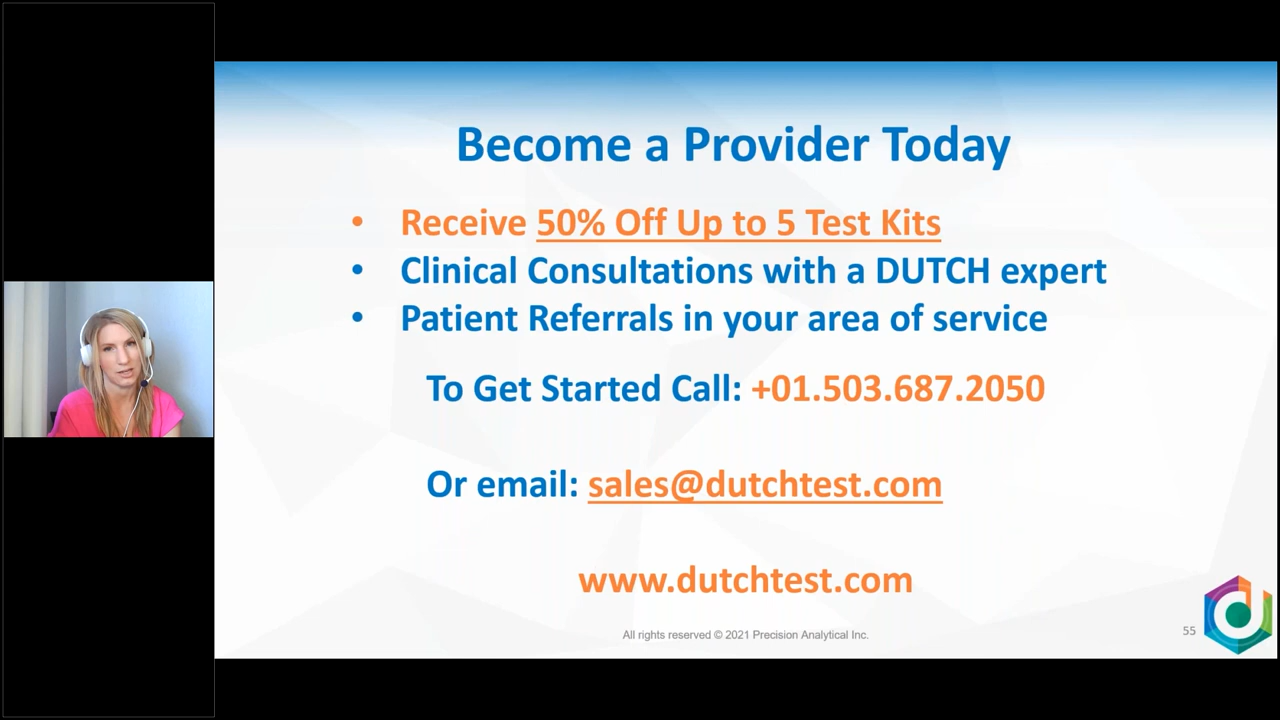 Become a Provider Today
• Receive 50% Off Up to 5 Test Kits
• Clinical Consultations with a DUTCH expert
• Patient Referrals in your area of service
To Get Started Call: +01.503.687.2050
Or email: sales@dutchtest.com
www.dutchtest.com
All rights reserved © 2021 Precision Analytical Inc.
55